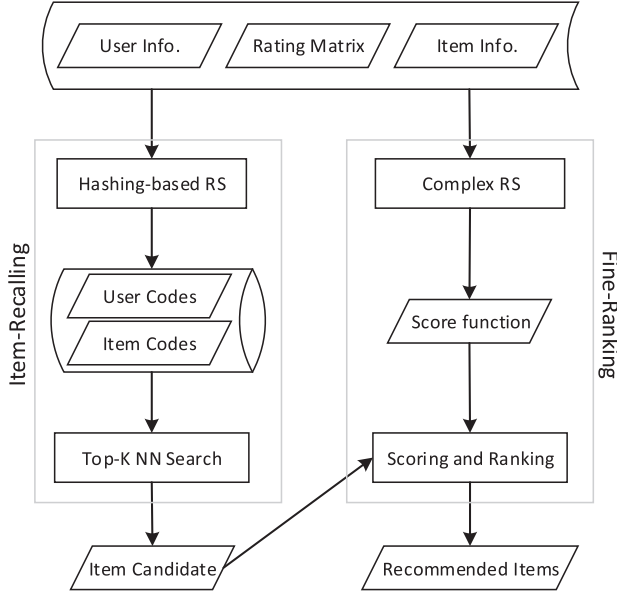 User Info.
Rating Matrix
Item Info.
Item-Recalling
Hashing-based RS
User Codes
Item Codes
Top-K NN Search
Item Candidate
Fine-Ranking
Complex RS
Score function
Scoring and Ranking
Recommended Items